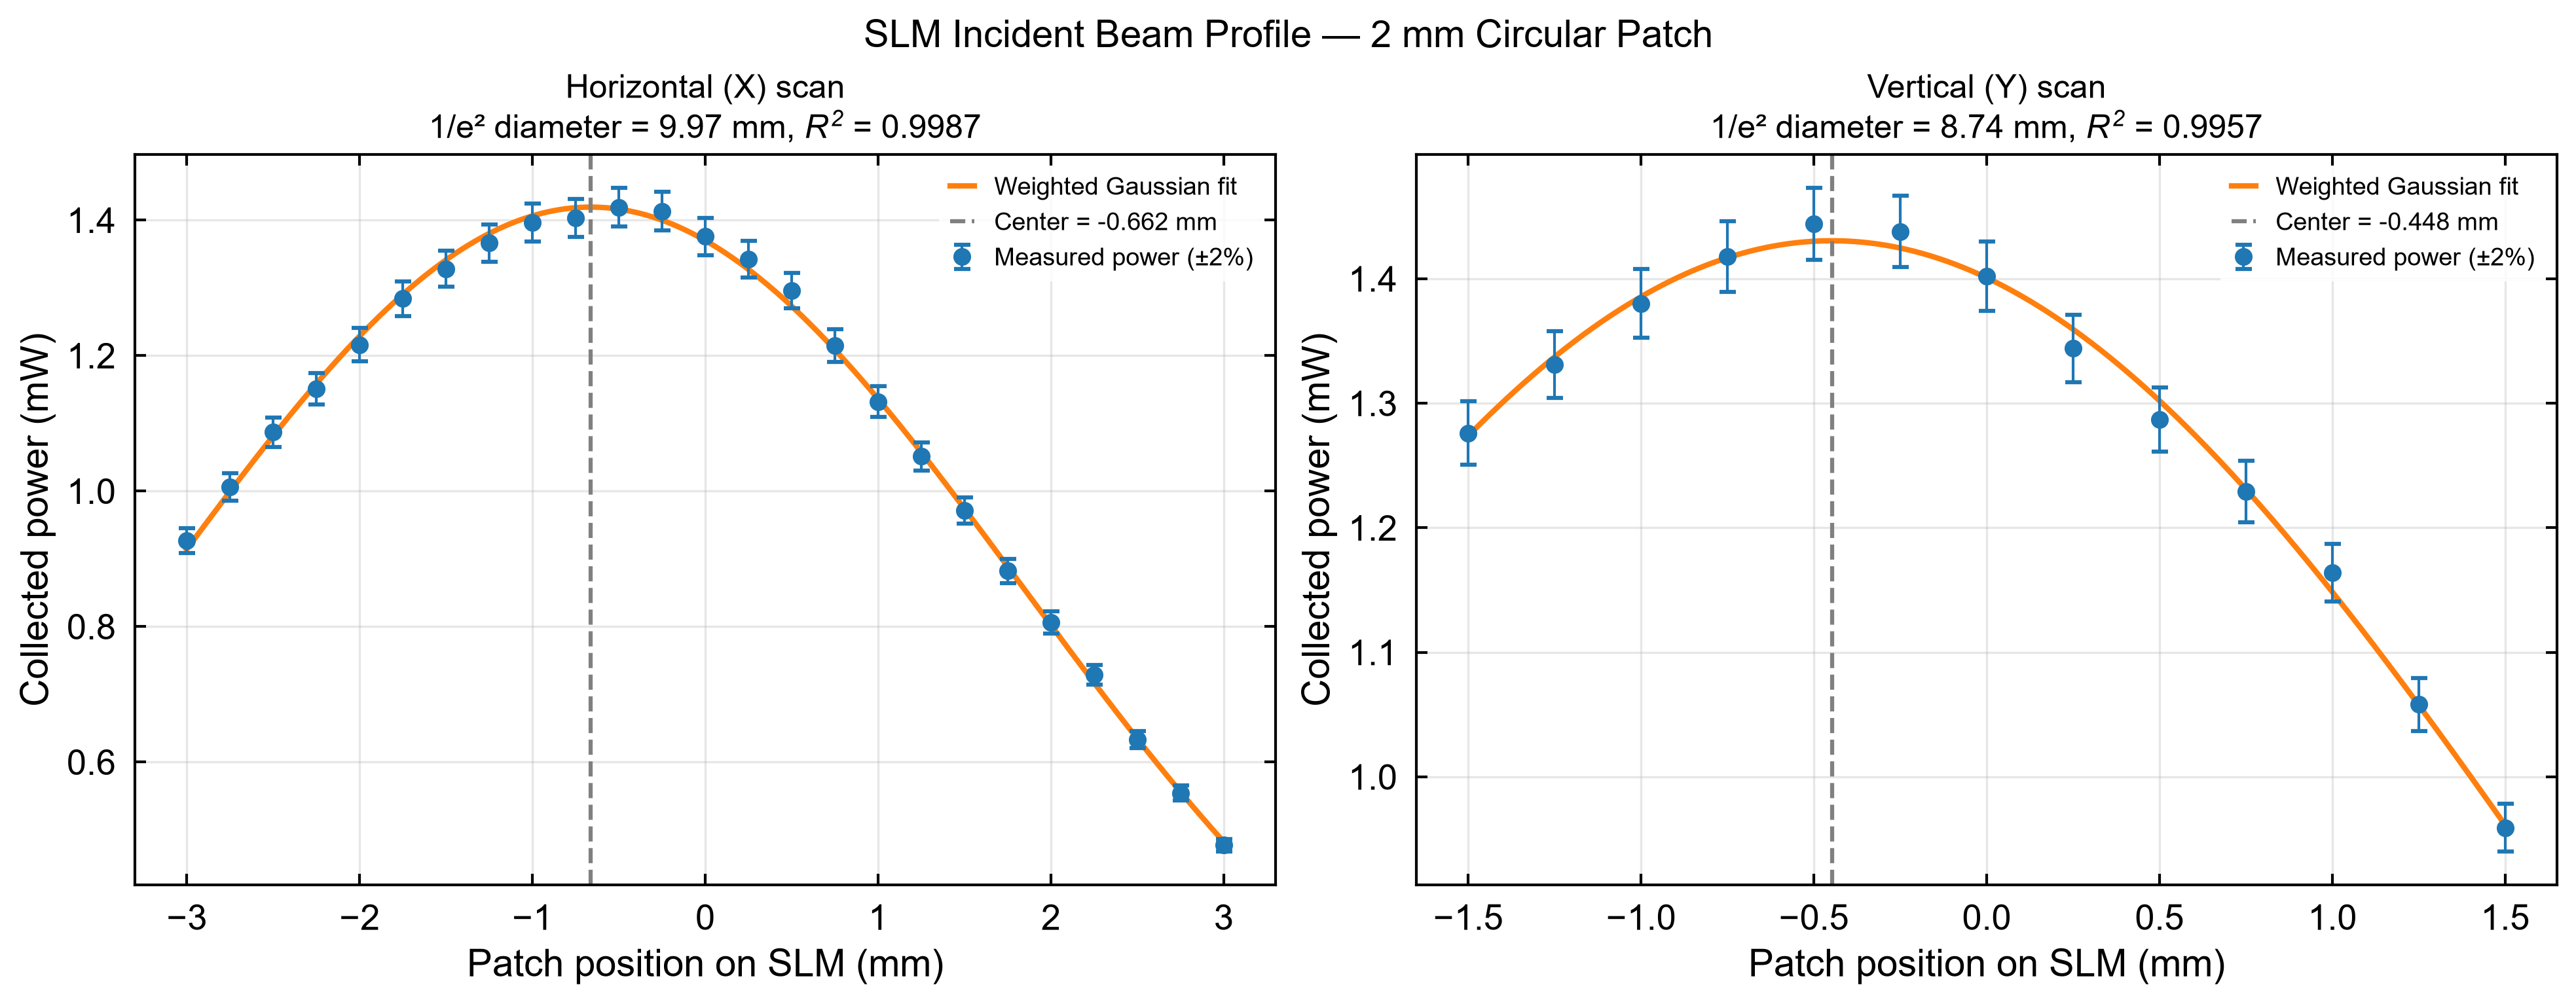 SLM Incident Beam Profile — 2 mm Circular Patch
Horizontal (X) scan
1/e² diameter = 9.97 mm, R² = 0.9987
Weighted Gaussian fit
Center = -0.662 mm
Measured power (±2%)
Collected power (mW)
1.4
1.2
1.0
0.8
0.6
−3
−2
−1
0
1
2
3
Patch position on SLM (mm)
Vertical (Y) scan
1/e² diameter = 8.74 mm, R² = 0.9957
Weighted Gaussian fit
Center = -0.448 mm
Measured power (±2%)
Collected power (mW)
1.4
1.3
1.2
1.1
1.0
−1.5
−1.0
−0.5
0.0
0.5
1.0
1.5
Patch position on SLM (mm)